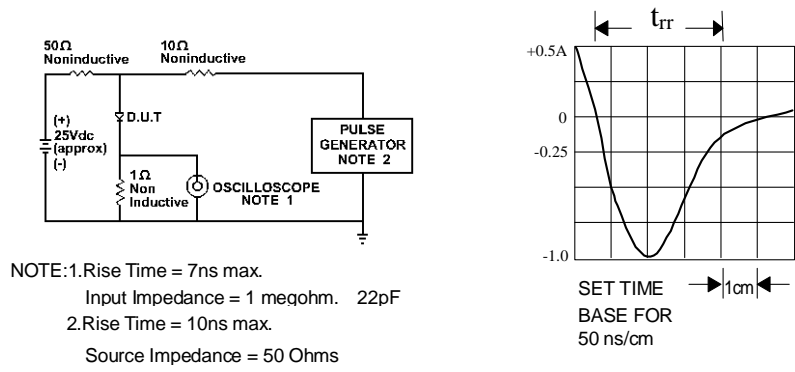 50Ω
Noninductive
10Ω
Noninductive
(+)
25Vdc
(approx)
(-)
D.U.T
1Ω
Non
Inductive
OSCILLOSCOPE
NOTE 1
PULSE
GENERATOR
NOTE 2
NOTE:1.Rise Time = 7ns max.
Input Impedance = 1 megohm. 22pF
2.Rise Time = 10ns max.
Source Impedance = 50 Ohms
trr
+0.5A
0
-0.25
-1.0
SET TIME
BASE FOR
50 ns/cm
1cm